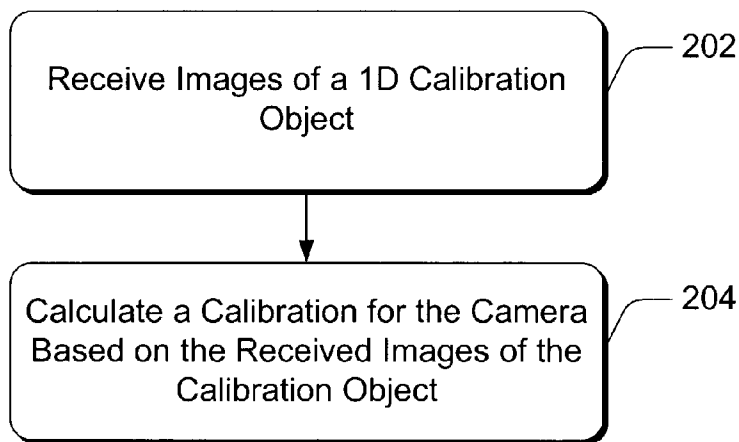 Receive Images of a 1D Calibration
Object
202
Calculate a Calibration for the Camera
Based on the Received Images of the
Calibration Object
204